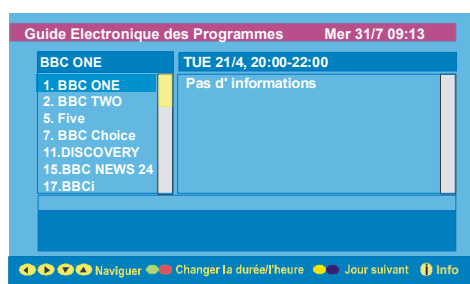 Guide Electronique des Programmes Mer 31/7 09:13
BBC ONE TUE 21/4, 20:00-22:00
1. BBC ONE Pas d' informations
2. BBC TWO
5. Five
7. BBC Choice
11.DISCOVERY
15.BBC NEWS 24
17.BBCi
Naviguer Changer la durée/l'heure Jour suivant i Info